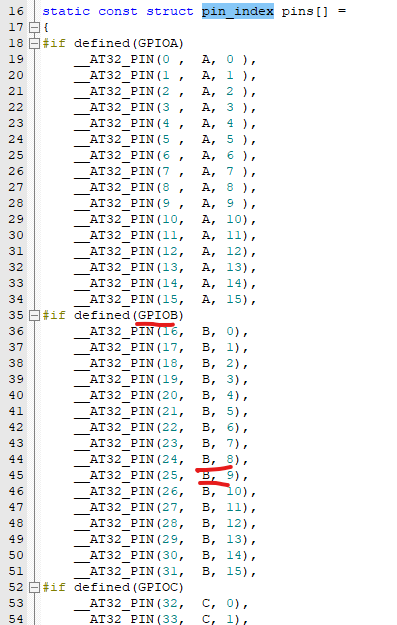 16 static const struct pin_index pins[] =
17 {
18 #if defined(GPIOA)
19 __AT32_PIN(0 , A, 0 ),
20 __AT32_PIN(1 , A, 1 ),
21 __AT32_PIN(2 , A, 2 ),
22 __AT32_PIN(3 , A, 3 ),
23 __AT32_PIN(4 , A, 4 ),
24 __AT32_PIN(5 , A, 5 ),
25 __AT32_PIN(6 , A, 6 ),
26 __AT32_PIN(7 , A, 7 ),
27 __AT32_PIN(8 , A, 8 ),
28 __AT32_PIN(9 , A, 9 ),
29 __AT32_PIN(10, A, 10),
30 __AT32_PIN(11, A, 11),
31 __AT32_PIN(12, A, 12),
32 __AT32_PIN(13, A, 13),
33 __AT32_PIN(14, A, 14),
34 __AT32_PIN(15, A, 15),
35 #if defined(GPIOB)
36 __AT32_PIN(16, B, 0),
37 __AT32_PIN(17, B, 1),
38 __AT32_PIN(18, B, 2),
39 __AT32_PIN(19, B, 3),
40 __AT32_PIN(20, B, 4),
41 __AT32_PIN(21, B, 5),
42 __AT32_PIN(22, B, 6),
43 __AT32_PIN(23, B, 7),
44 __AT32_PIN(24, B, 8),
45 __AT32_PIN(25, B, 9),
46 __AT32_PIN(26, B, 10),
47 __AT32_PIN(27, B, 11),
48 __AT32_PIN(28, B, 12),
49 __AT32_PIN(29, B, 13),
50 __AT32_PIN(30, B, 14),
51 __AT32_PIN(31, B, 15),
52 #if defined(GPIOC)
53 __AT32_PIN(32, C, 0),
54 __AT32_PIN(33, C, 1),